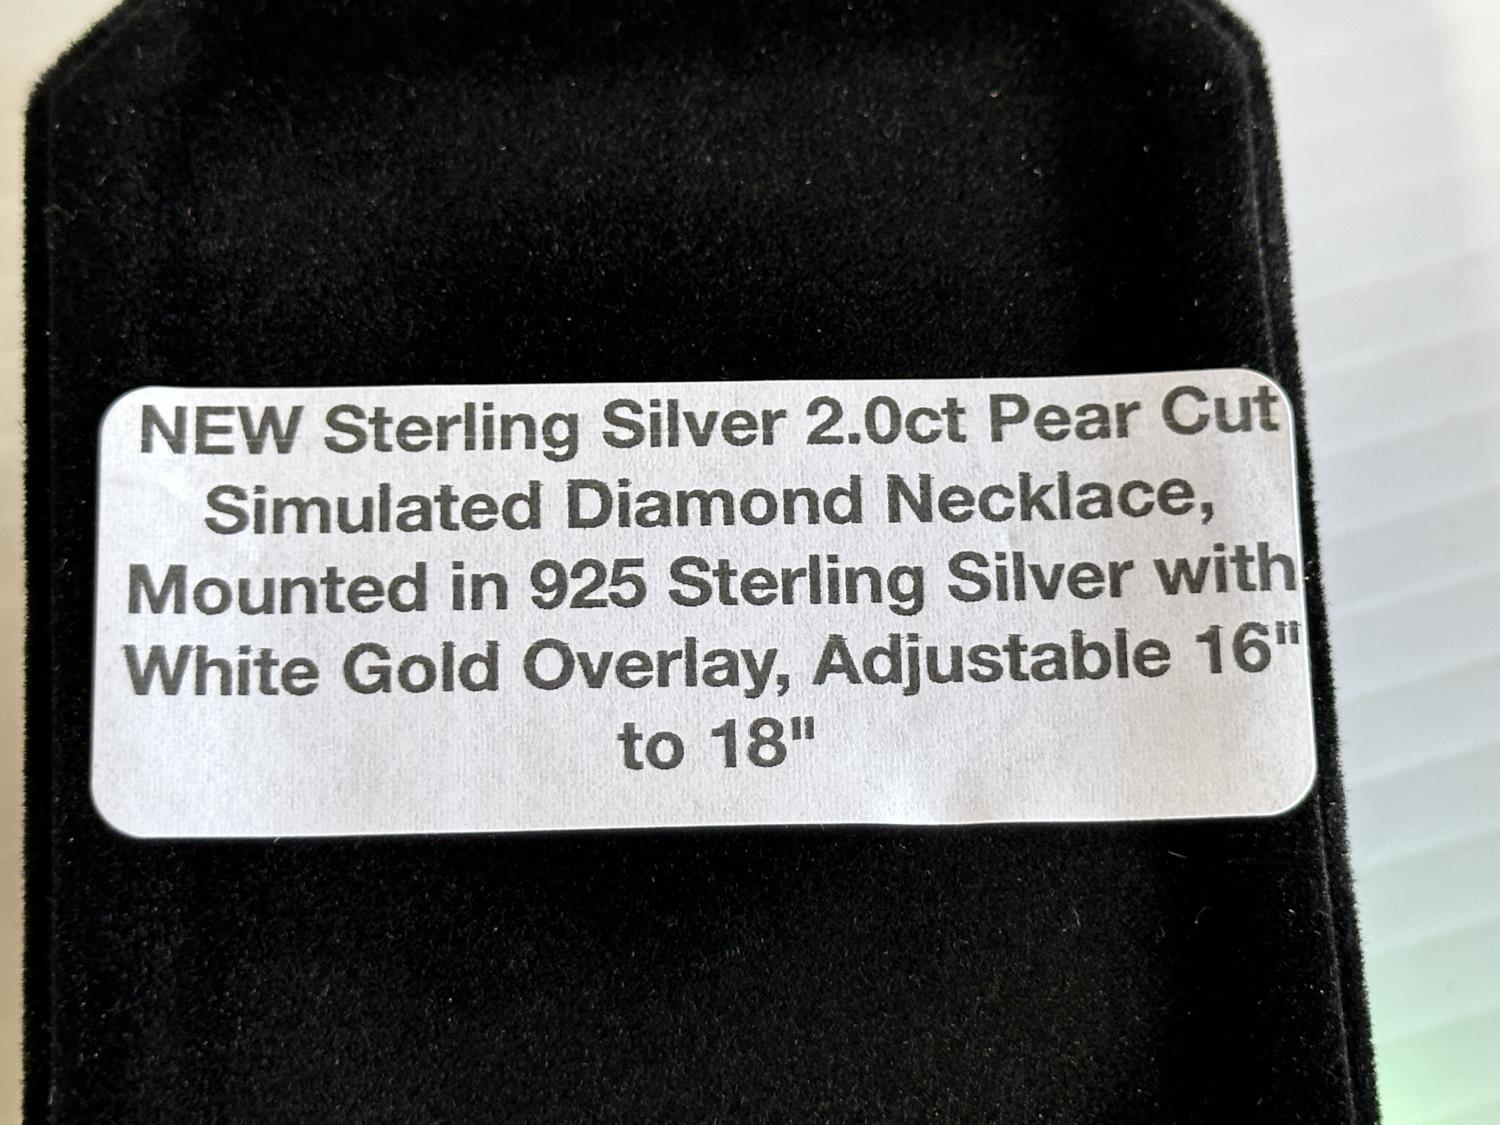 NEW Sterling Silver 2.0ct Pear Cut
Simulated Diamond Necklace,
Mounted in 925 Sterling Silver with
White Gold Overlay, Adjustable 16"
to 18"